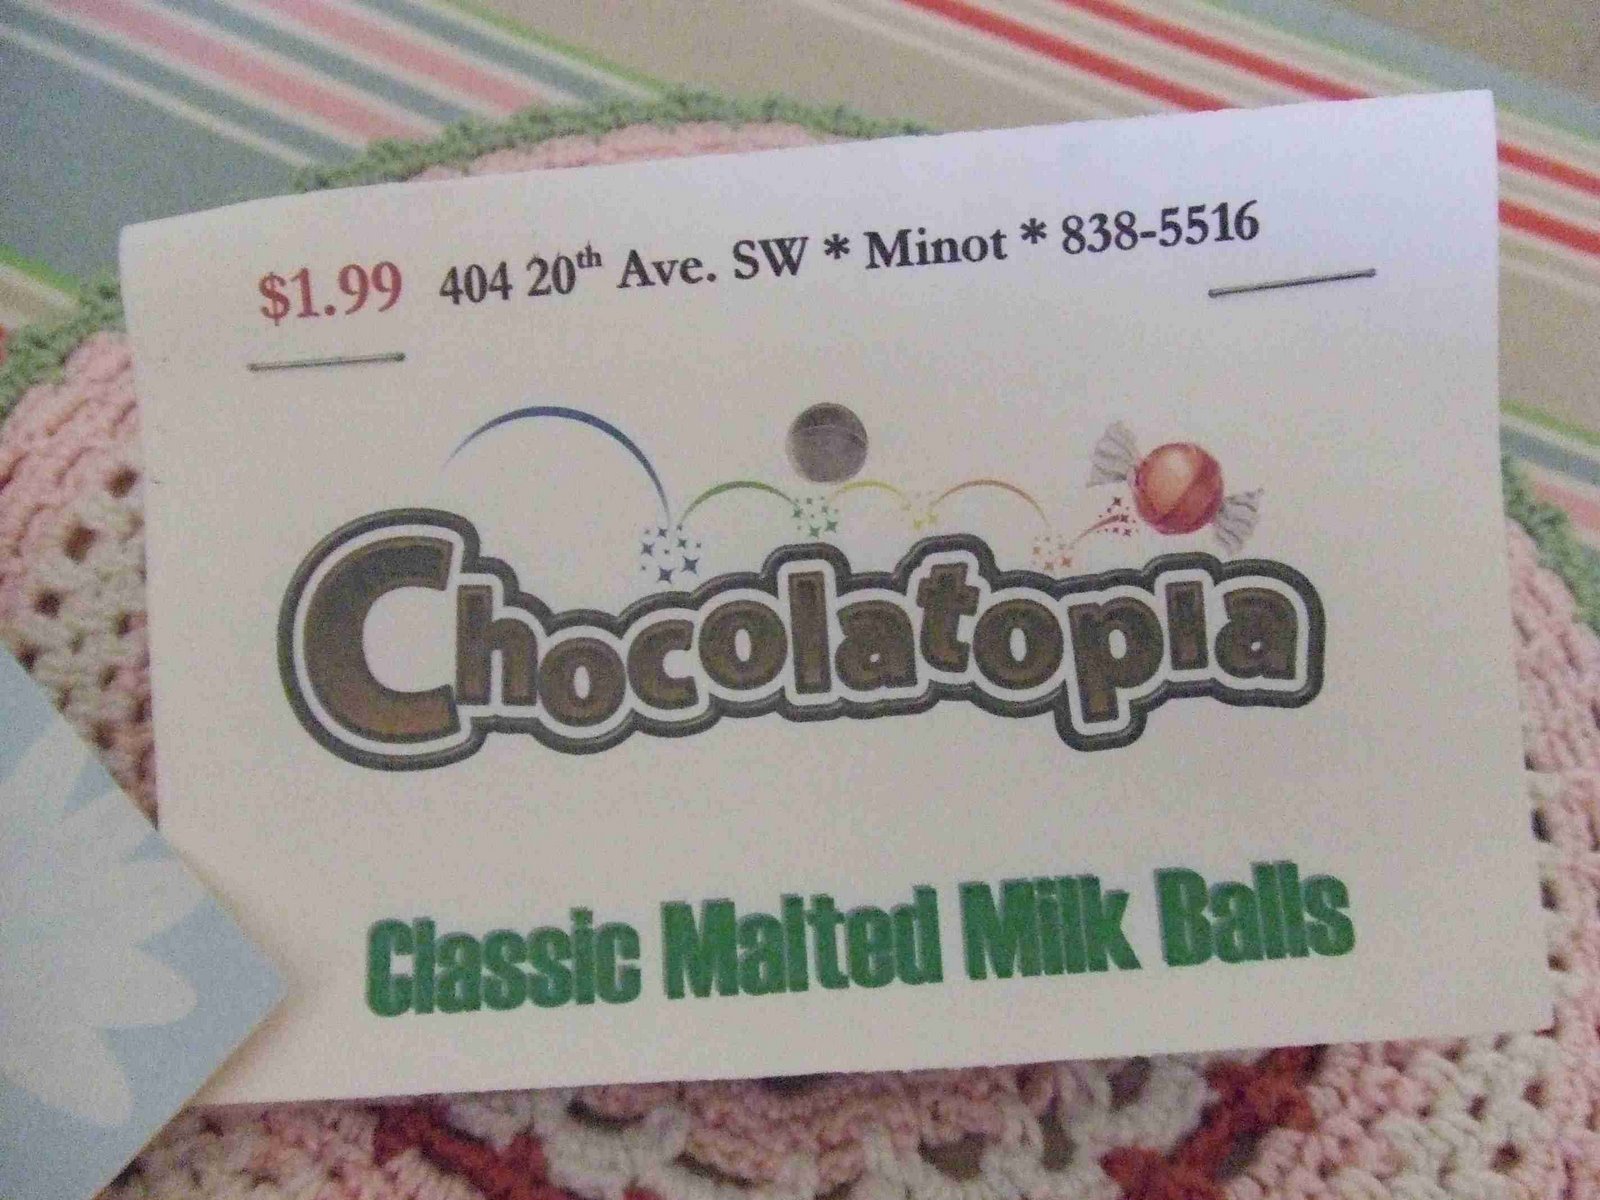 $1.99 404 20th Ave. SW * Minot * 838-5516
Chocolatopia
Classic Malted Milk Balls